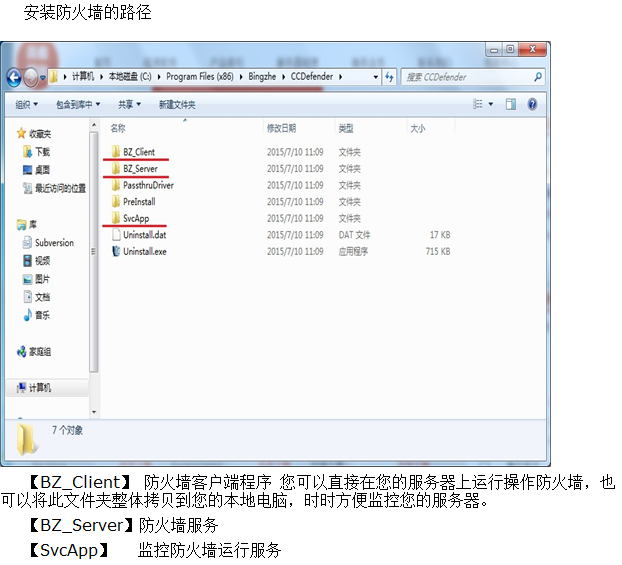 安装防火墙的路径
计算机 本地磁盘 (C:) Program Files (x86) Bingzhe CCDefender 搜索 CCDefender
组织 包含到库中 共享 新建文件夹
名称 修改日期 类型 大小
收藏夹
下载
桌面
最近访问的位置
库
Subversion
视频
图片
文档
音乐
家庭组
计算机
BZ_Client 2015/7/10 11:09 文件夹
BZ_Server 2015/7/10 11:09 文件夹
PassthruDriver 2015/7/10 11:09 文件夹
PreInstall 2015/7/10 11:09 文件夹
SvcApp 2015/7/10 11:09 文件夹
Uninstall.dat 2015/7/10 11:09 DAT 文件 17 KB
Uninstall.exe 2015/7/10 11:09 应用程序 715 KB
7 个对象
【BZ_Client】 防火墙客户端程序 您可以直接在您的服务器上运行操作防火墙，也
可以将此文件夹整体拷贝到您的本地电脑，时时方便监控您的服务器。
【BZ_Server】防火墙服务
【SvcApp】 监控防火墙运行服务